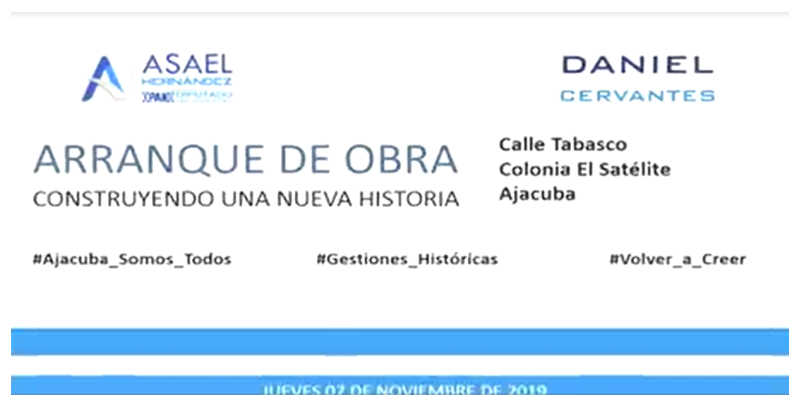 ASAEL
HERNÁNDEZ
DIPUTADO
DANIEL
CERVANTES
ARRANQUE DE OBRA
CONSTRUYENDO UNA NUEVA HISTORIA
Calle Tabasco
Colonia El Satélite
Ajacuba
#Ajacuba_Somos_Todos
#Gestiones_Históricas
#Volver_a_Creer
JUEVES 07 DE NOVIEMBRE DE 2019